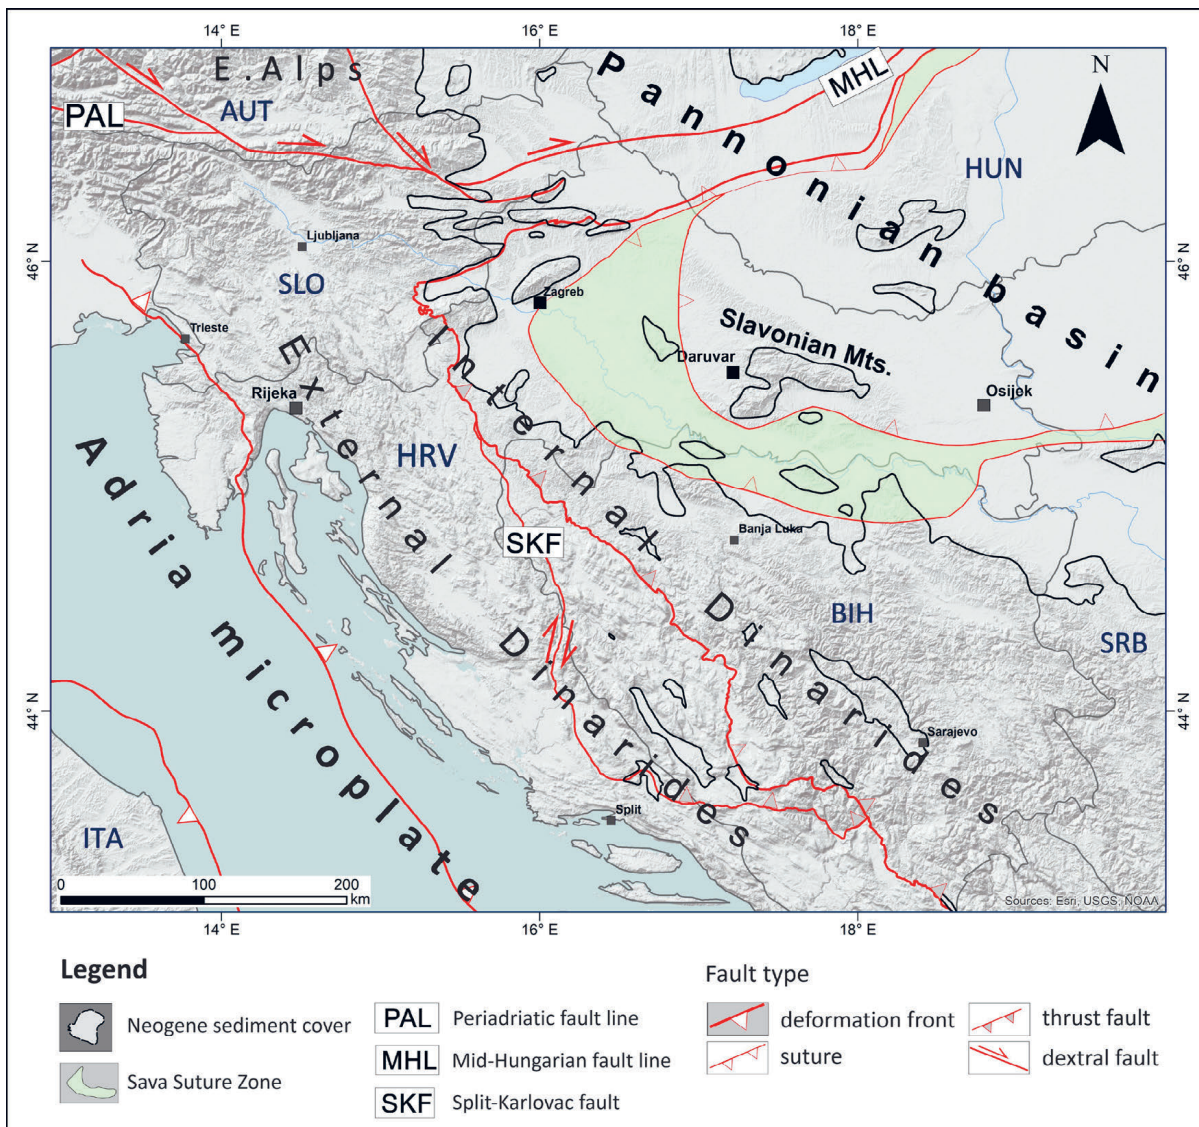 14° E 16° E 18° E
E.Alps
AUT
PAL
MHL
N
Pannonian basin
HUN
46° N
46° N
Ljubljana
SLO
Zagreb
Trieste
Slavonian Mts.
Daruvar
Osijek
Rijeka
External Dinarides
Internal Dinarides
HRV
Adria microplate
SKF
Banja Luka
BIH
SRB
44° N
44° N
Sarajevo
Split
ITA
0 100 200
km
Sources: Esri, USGS, NOAA
14° E 16° E 18° E
Legend
Neogene sediment cover
Sava Suture Zone
PAL Periadriatic fault line
MHL Mid-Hungarian fault line
SKF Split-Karlovac fault
Fault type
deformation front
suture
thrust fault
dextral fault